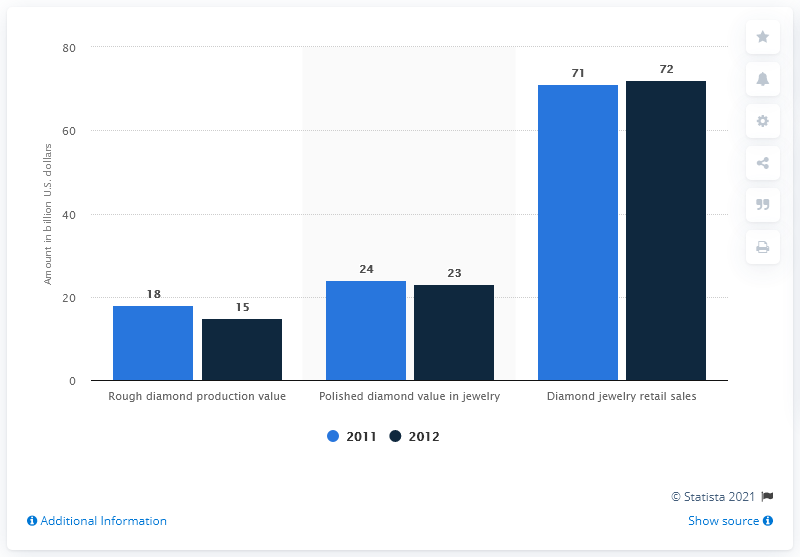 80
60
40
20
0
Amount in billion U.S. dollars
18
15
24
23
71
72
Rough diamond production value
Polished diamond value in jewelry
Diamond jewelry retail sales
2011
2012
© Statista 2021
Additional Information
Show source